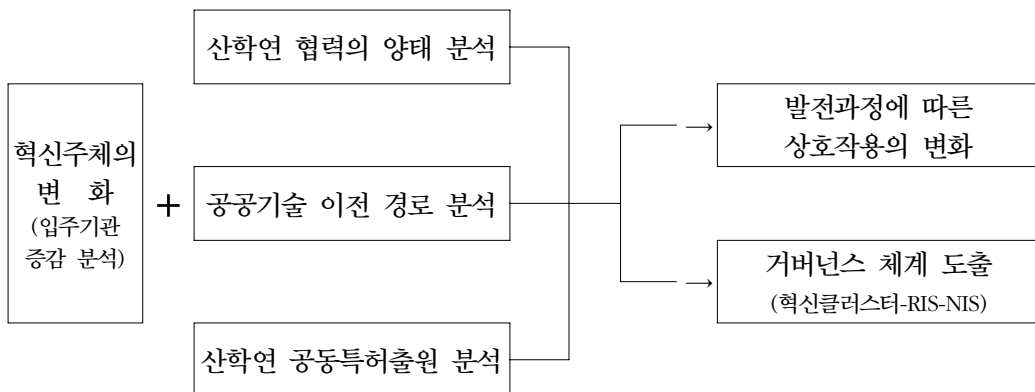 혁신주체의
변 화
(입주기관
증감 분석)
+
산학연 협력의 양태 분석
공공기술 이전 경로 분석
산학연 공동특허출원 분석
→
발전과정에 따른
상호작용의 변화
→
거버넌스 체계 도출
(혁신클러스터-RIS-NIS)